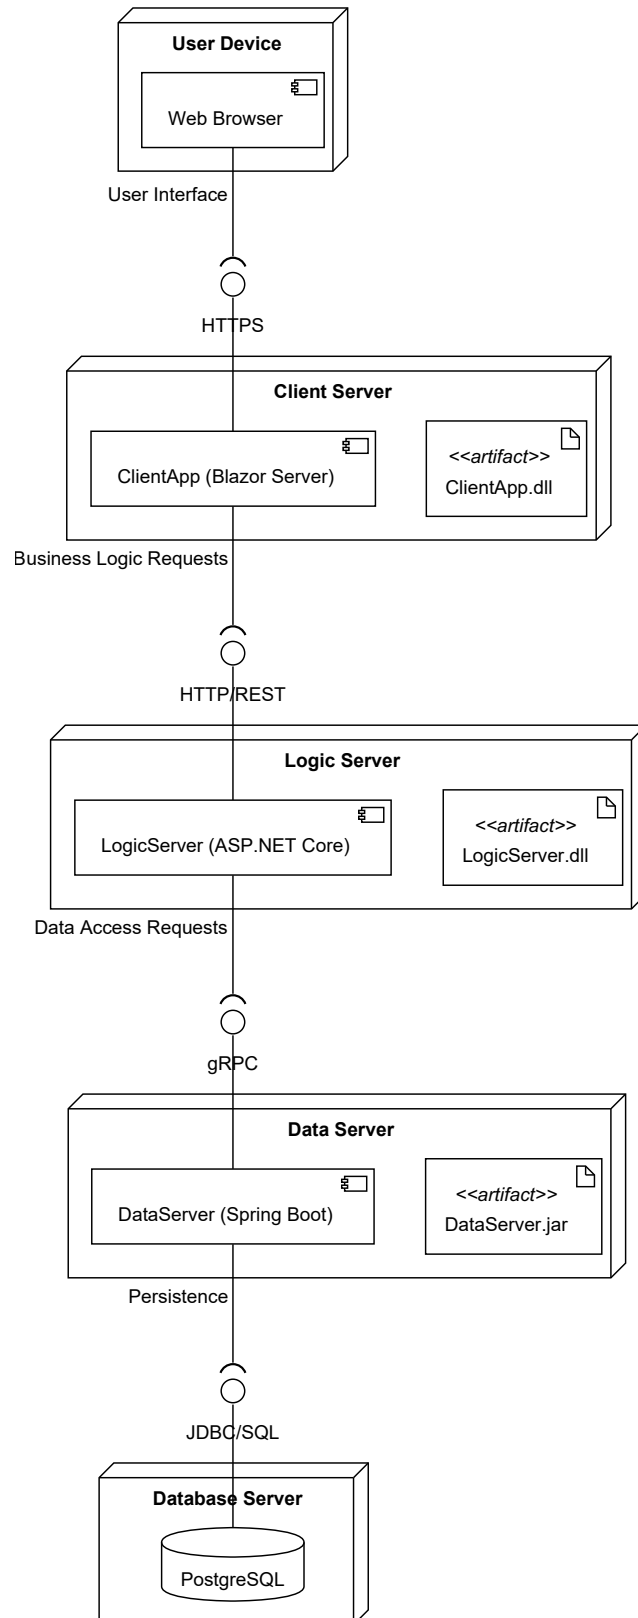 User Device
Web Browser
User Interface
HTTPS
Client Server
ClientApp (Blazor Server)
<<artifact>>
ClientApp.dll
Business Logic Requests
HTTP/REST
Logic Server
LogicServer (ASP.NET Core)
<<artifact>>
LogicServer.dll
Data Access Requests
gRPC
Data Server
DataServer (Spring Boot)
<<artifact>>
DataServer.jar
Persistence
JDBC/SQL
Database Server
PostgreSQL